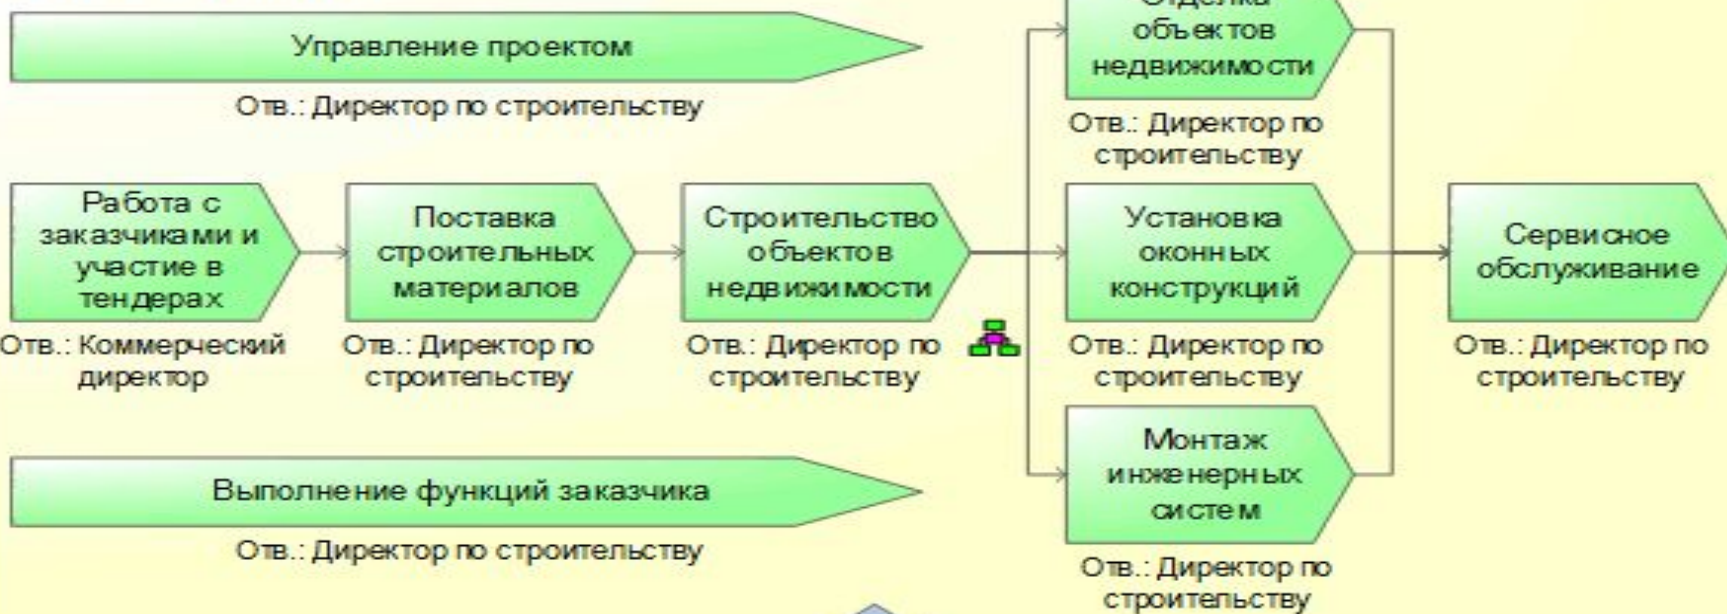 Управление проектом
Отв.: Директор по строительству
Отделка
объектов
недвижимости
Отв.: Директор по
строительству
Работа с
заказчиками и
участие в
тендерах
Отв.: Коммерческий
директор
Поставка
строительных
материалов
Отв.: Директор по
строительству
Строительство
объектов
недвижимости
Отв.: Директор по
строительству
Установка
оконных
конструкций
Отв.: Директор по
строительству
Сервисное
обслуживание
Отв.: Директор по
строительству
Выполнение функций заказчика
Отв.: Директор по строительству
Монтаж
инженерных
систем
Отв.: Директор по
строительству